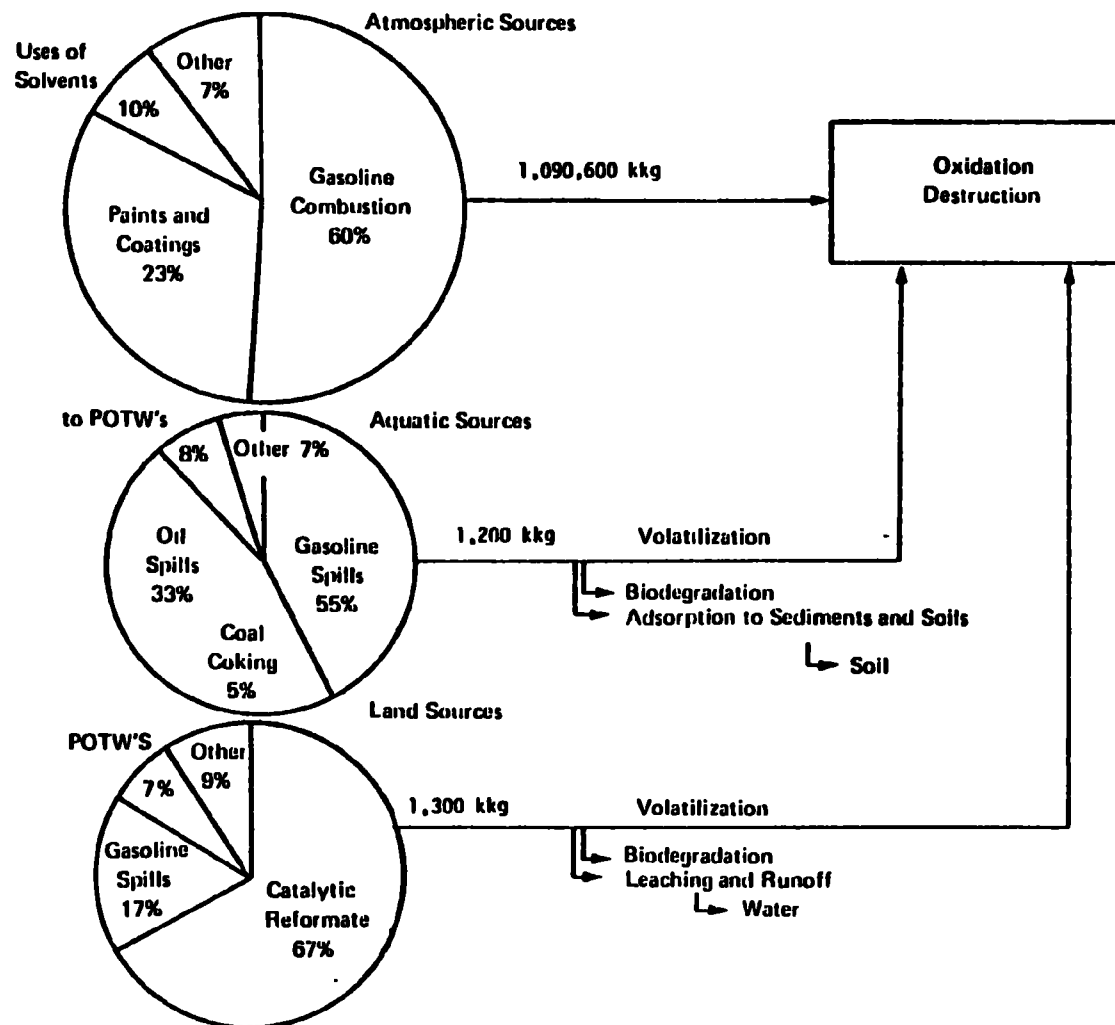 Atmospheric Sources
Uses of
Solvents
Other
7%
10%
Gasoline
Combustion
60%
Paints and
Coatings
23%
1,090,600 kkg
Oxidation
Destruction
to POTW's
Aquatic Sources
8%
Other 7%
Oil
Spills
33%
Gasoline
Spills
55%
Coal
Coking
5%
1,200 kkg
Volatilization
Biodegradation
Adsorption to Sediments and Soils
Soil
Land Sources
POTW'S
Other
9%
7%
Gasoline
Spills
17%
Catalytic
Reformate
67%
1,300 kkg
Volatilization
Biodegradation
Leaching and Runoff
Water